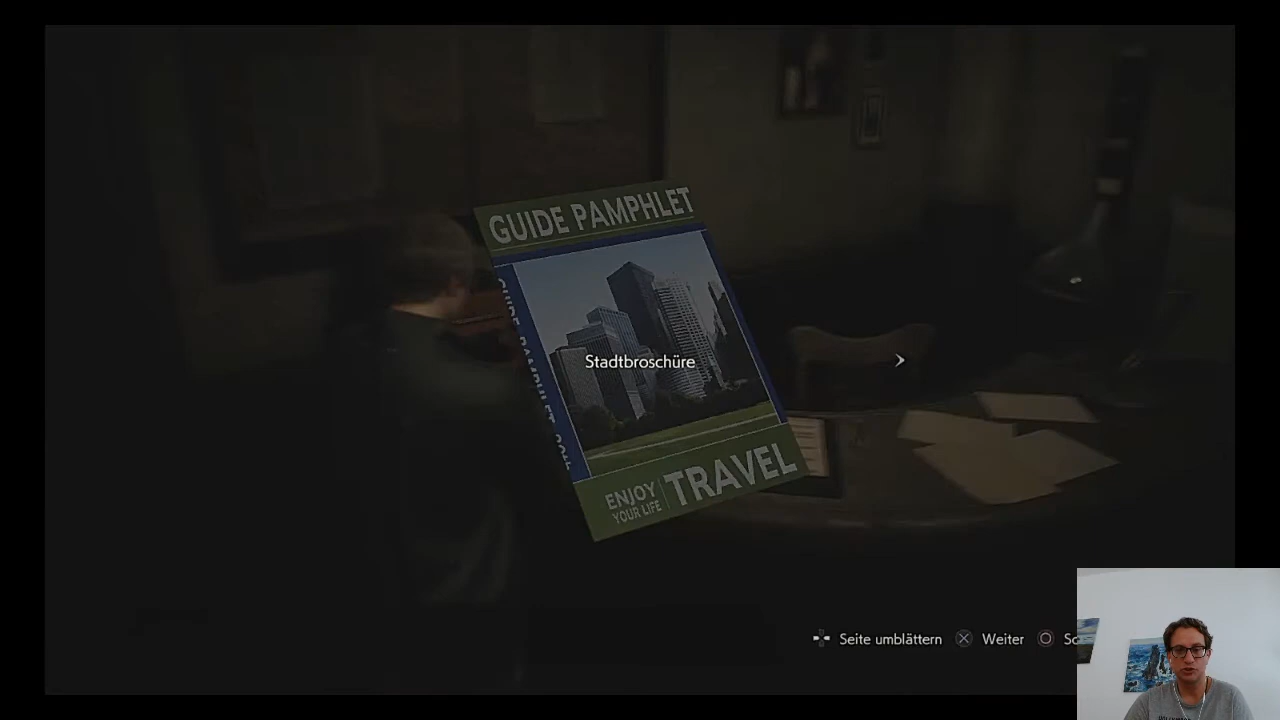 GUIDE PAMPHLET
Stadtbroschüre
ENJOY
YOUR LIFE
TRAVEL
Seite umblättern
Weiter